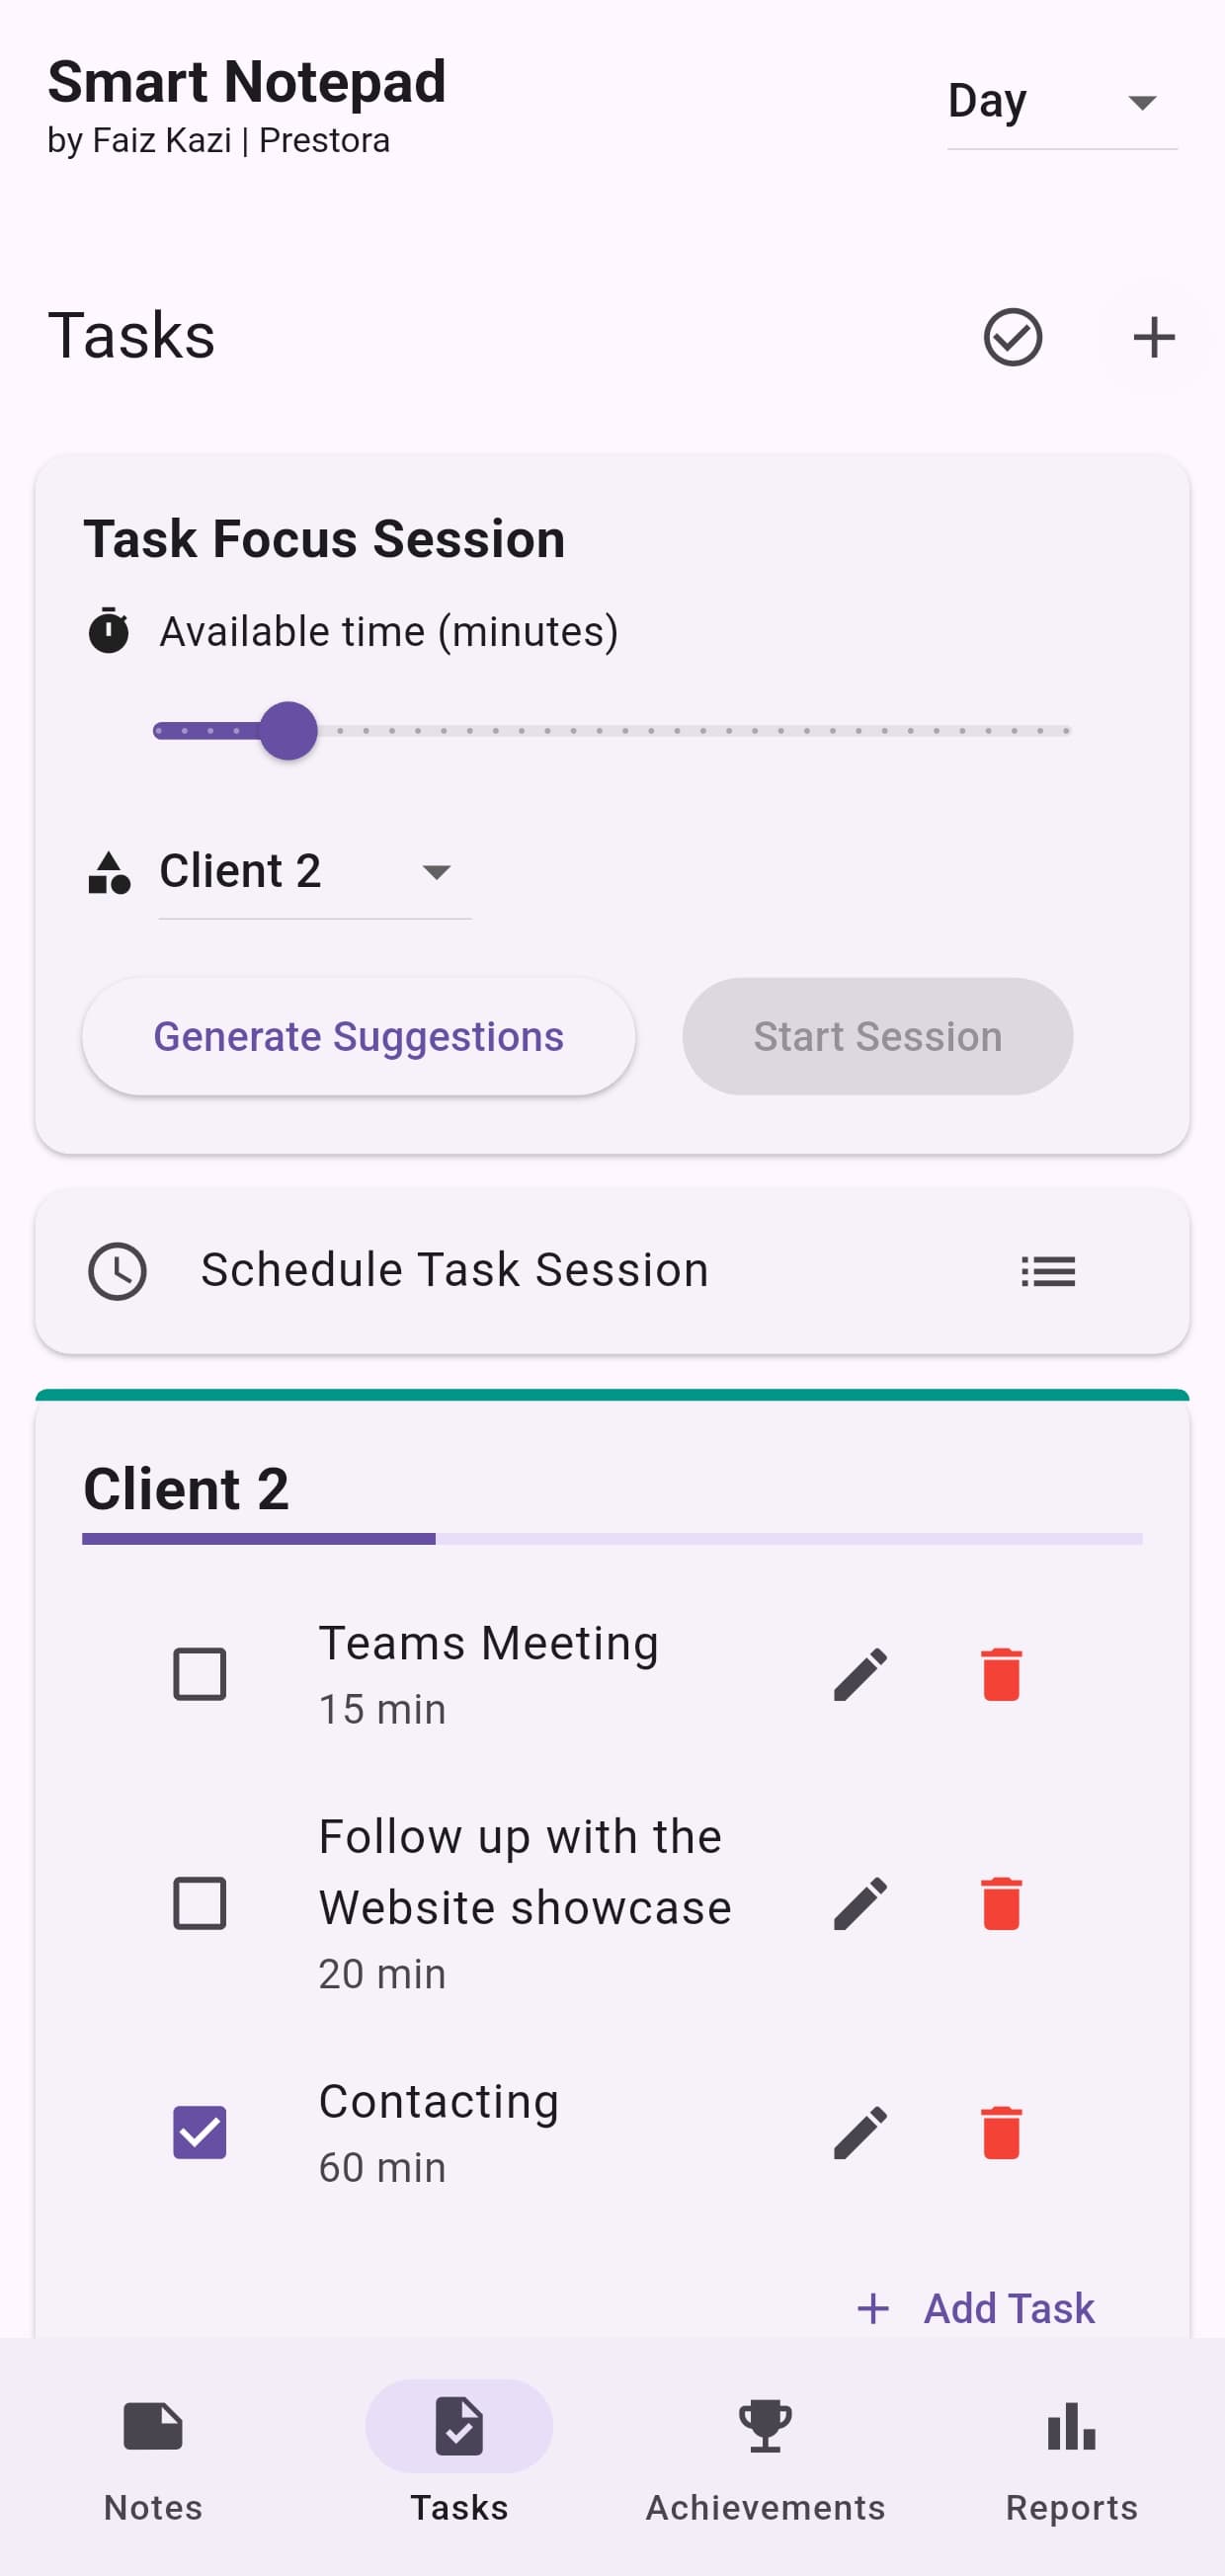 Smart Notepad
by Faiz Kazi | Prestora
Day
Tasks
Task Focus Session
Available time (minutes)
Client 2
Generate Suggestions
Start Session
Schedule Task Session
Client 2
Teams Meeting
15 min
Follow up with the
Website showcase
20 min
Contacting
60 min
Add Task
Notes
Tasks
Achievements
Reports